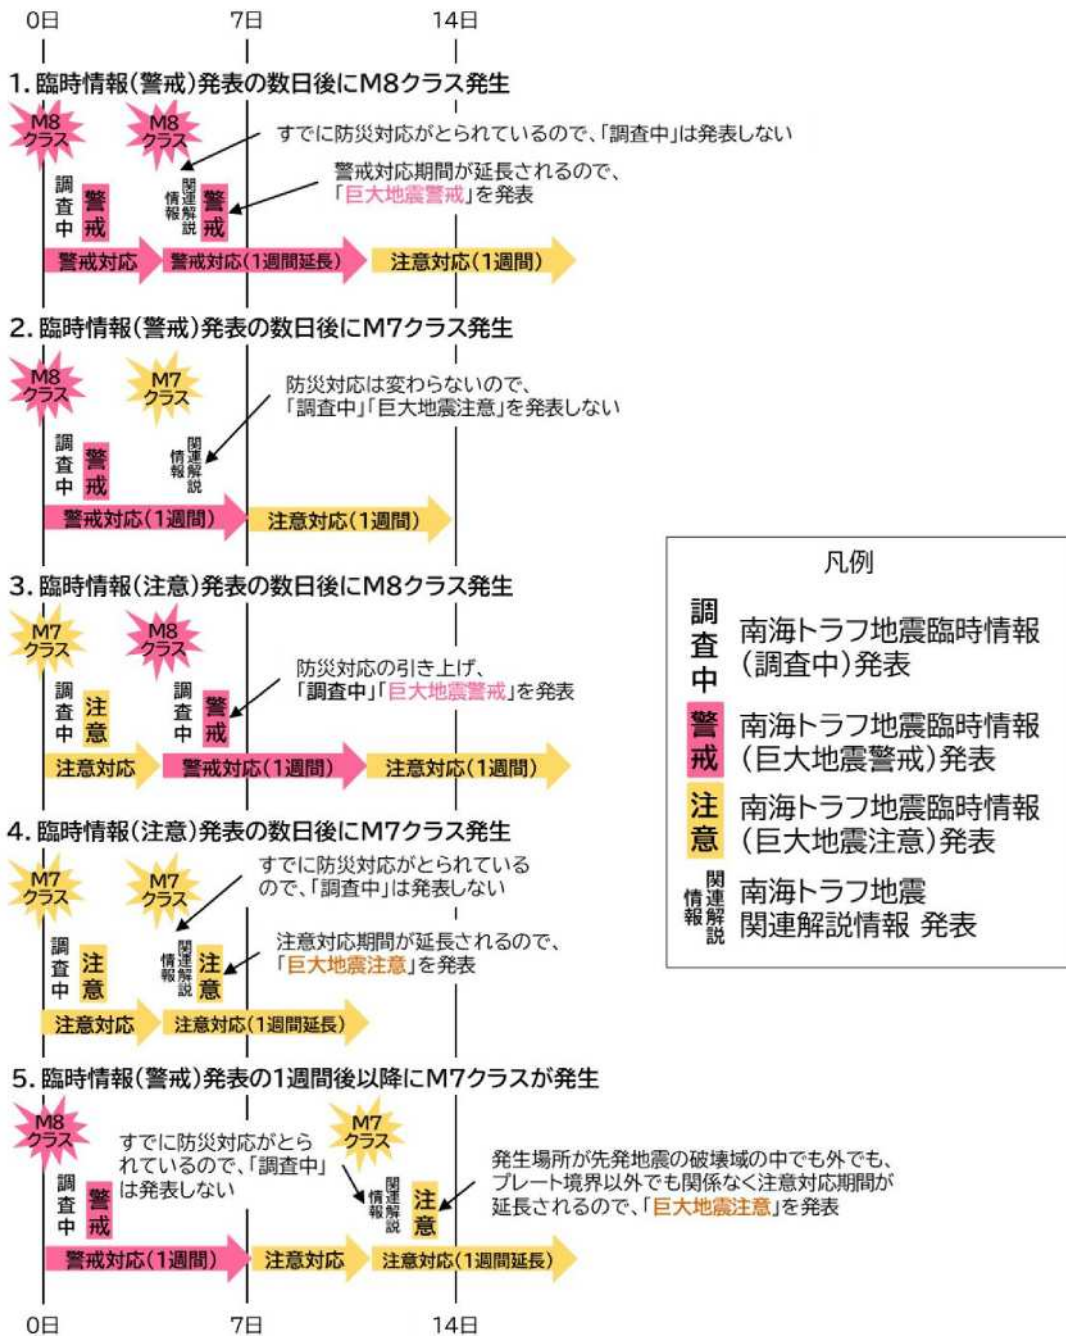 0日 7日 14日
1. 臨時情報(警戒)発表の数日後にM8クラス発生
M8
クラス
M8
クラス
すでに防災対応がとられているので、「調査中」は発表しない
警戒対応期間が延長されるので、
「巨大地震警戒」を発表
調査中
警戒
関連解説
情報
警戒
警戒対応
警戒対応(1週間延長)
注意対応(1週間)
2. 臨時情報(警戒)発表の数日後にM7クラス発生
M8
クラス
M7
クラス
防災対応は変わらないので、
「調査中」「巨大地震注意」を発表しない
調査中
警戒
関連解説
情報
警戒対応(1週間)
注意対応(1週間)
3. 臨時情報(注意)発表の数日後にM8クラス発生
M7
クラス
M8
クラス
防災対応の引き上げ、
「調査中」「巨大地震警戒」を発表
調査中
注意
調査中
警戒
注意対応
警戒対応(1週間)
注意対応(1週間)
4. 臨時情報(注意)発表の数日後にM7クラス発生
M7
クラス
M7
クラス
すでに防災対応がとられている
ので、「調査中」は発表しない
注意対応期間が延長されるので、
「巨大地震注意」を発表
調査中
注意
関連解説
情報
注意
注意対応
注意対応(1週間延長)
5. 臨時情報(警戒)発表の1週間後以降にM7クラスが発生
M8
クラス
すでに防災対応がとら
れているので、「調査中」
は発表しない
M7
クラス
発生場所が先発地震の破壊域の中でも外でも、
プレート境界以外でも関係なく注意対応期間が
延長されるので、「巨大地震注意」を発表
調査中
警戒
関連解説
情報
注意
警戒対応(1週間)
注意対応
注意対応(1週間延長)
0日 7日 14日
凡例
調査中
南海トラフ地震臨時情報
(調査中)発表
警戒
南海トラフ地震臨時情報
(巨大地震警戒)発表
注意
南海トラフ地震臨時情報
(巨大地震注意)発表
関連解説
情報
南海トラフ地震
関連解説情報 発表